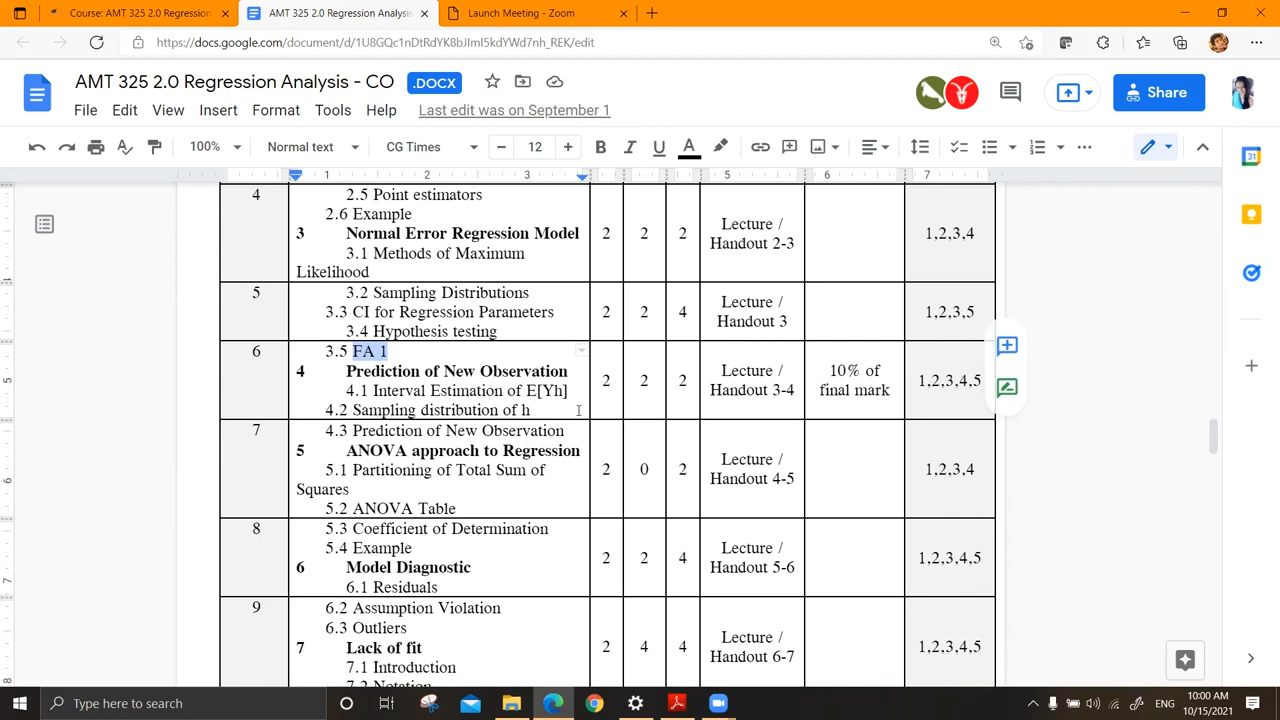 Course: AMT 325 2.0 Regression
AMT 325 2.0 Regression Analysis
Launch Meeting - Zoom
https://docs.google.com/document/d/1U8GQc1nDtRdYK8bJImI5kdYWd7nh_REK/edit
AMT 325 2.0 Regression Analysis - CO
.DOCX
File Edit View Insert Format Tools Help Last edit was on September 1
Share
100% Normal text CG Times 12
1 2 3 5 6 7
4
2.5 Point estimators
2.6 Example
3 Normal Error Regression Model
3.1 Methods of Maximum
Likelihood
2 2 2
Lecture /
Handout 2-3
1,2,3,4
5
3.2 Sampling Distributions
3.3 CI for Regression Parameters
3.4 Hypothesis testing
2 2 4
Lecture /
Handout 3
1,2,3,5
6
3.5 FA 1
4 Prediction of New Observation
4.1 Interval Estimation of E[Yh]
4.2 Sampling distribution of h
2 2 2
Lecture /
Handout 3-4
10% of
final mark
1,2,3,4,5
7
4.3 Prediction of New Observation
5 ANOVA approach to Regression
5.1 Partitioning of Total Sum of
Squares
5.2 ANOVA Table
2 0 2
Lecture /
Handout 4-5
1,2,3,4
8
5.3 Coefficient of Determination
5.4 Example
6 Model Diagnostic
6.1 Residuals
2 2 4
Lecture /
Handout 5-6
1,2,3,4,5
9
6.2 Assumption Violation
6.3 Outliers
7 Lack of fit
7.1 Introduction
7.2 Notation
2 4 4
Lecture /
Handout 6-7
1,2,3,4,5
Type here to search
10:00 AM
10/15/2021